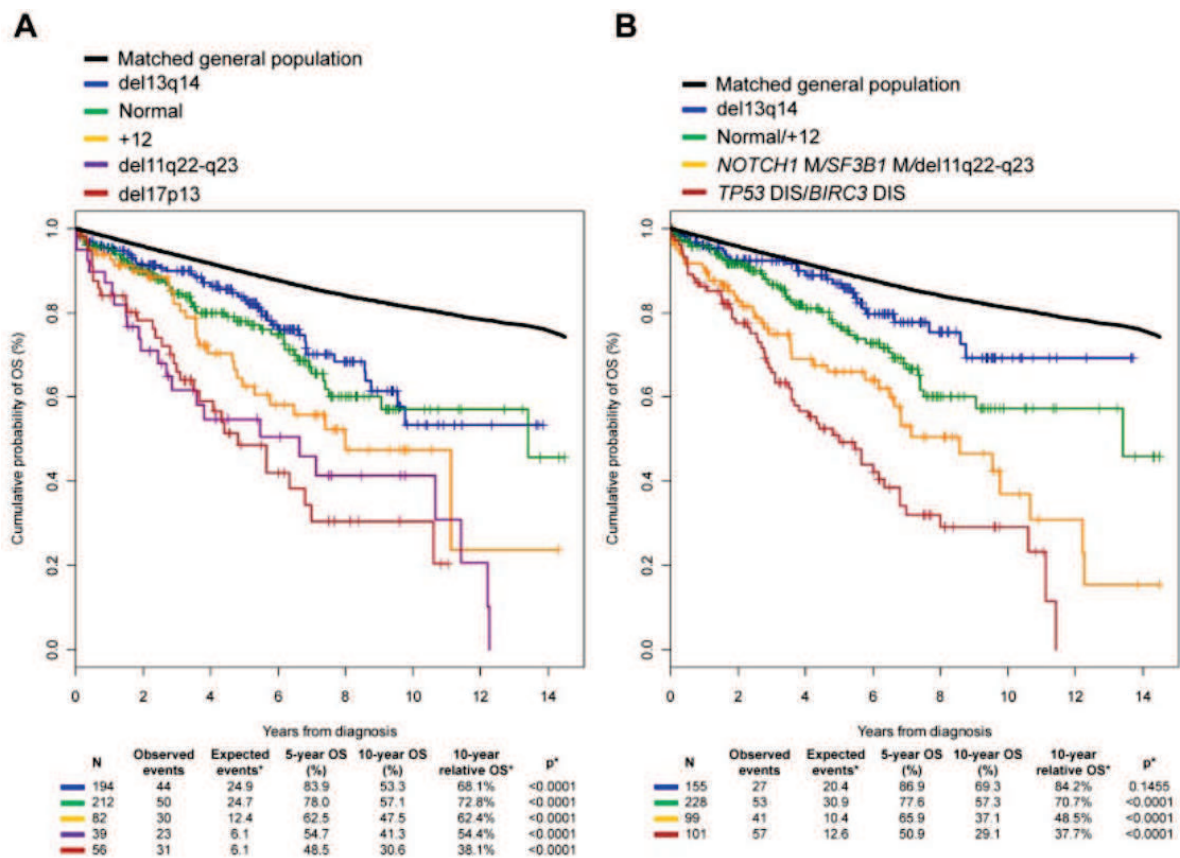 A
Matched general population
del13q14
Normal
+12
del11q22-q23
del17p13
Cumulative probability of OS (%)
1.0
0.8
0.6
0.4
0.2
0.0
0 2 4 6 8 10 12 14
Years from diagnosis
N Observed events Expected events* 5-year OS (%) 10-year OS (%) 10-year relative OS* p*
194 44 24.9 83.9 53.3 68.1% <0.0001
212 50 24.7 78.0 57.1 72.8% <0.0001
82 30 12.4 62.5 47.5 62.4% <0.0001
39 23 6.1 54.7 41.3 54.4% <0.0001
56 31 6.1 48.5 30.6 38.1% <0.0001
B
Matched general population
del13q14
Normal/+12
NOTCH1 M/SF3B1 M/del11q22-q23
TP53 DIS/BIRC3 DIS
Cumulative probability of OS (%)
1.0
0.8
0.6
0.4
0.2
0.0
0 2 4 6 8 10 12 14
Years from diagnosis
N Observed events Expected events* 5-year OS (%) 10-year OS (%) 10-year relative OS* p*
155 27 20.4 86.9 69.3 84.2% 0.1455
228 53 30.9 77.6 57.3 70.7% <0.0001
99 41 10.4 65.9 37.1 48.5% <0.0001
101 57 12.6 50.9 29.1 37.7% <0.0001